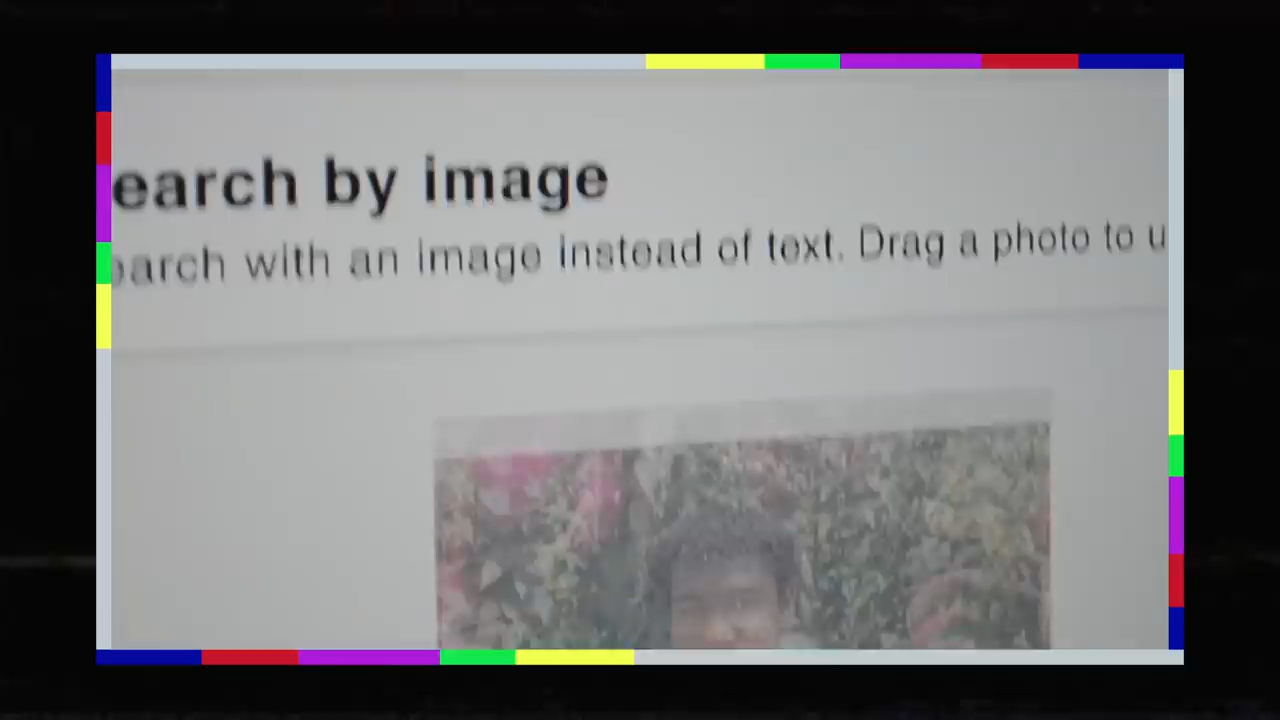 earch by image
earch with an image instead of text. Drag a photo to u